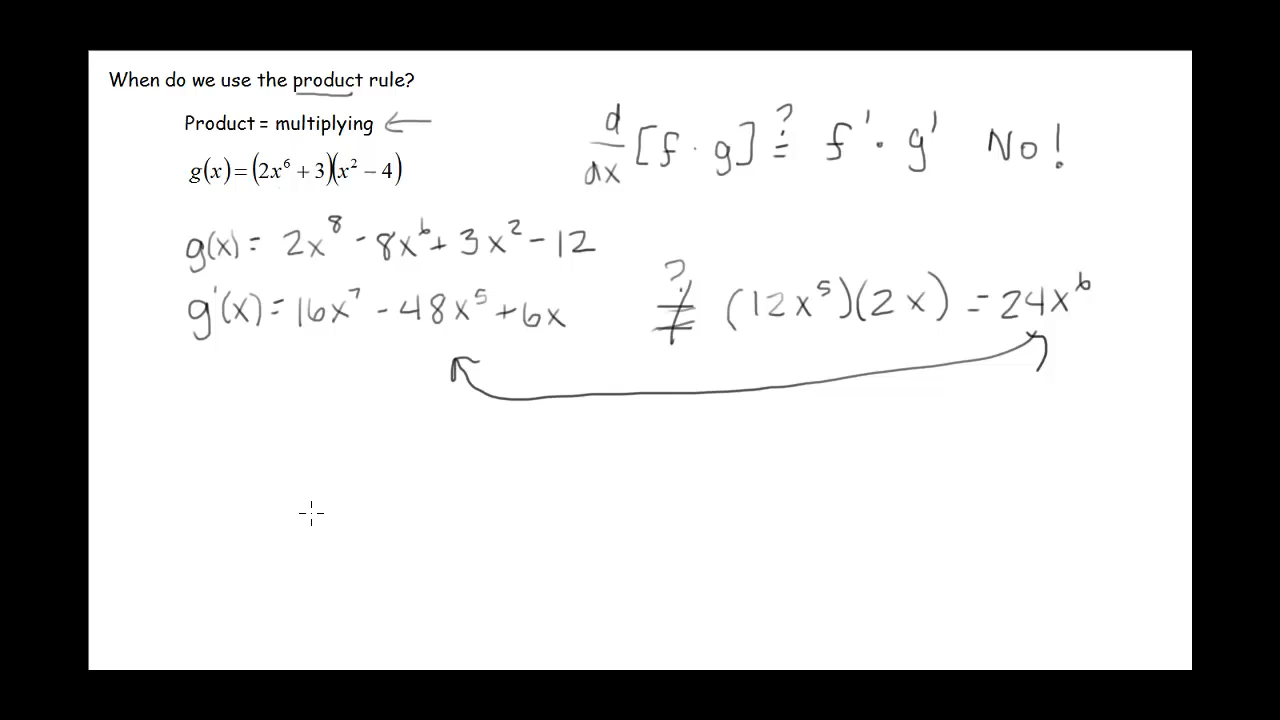 When do we use the product rule?
Product = multiplying
d/dx [f · g] ≟ f' · g' No!
g(x) = (2x⁶ + 3)(x² − 4)
g(x) = 2x⁸ - 8x⁶ + 3x² - 12
g'(x) = 16x⁷ - 48x⁵ + 6x ?≠ (12x⁵)(2x) = 24x⁶